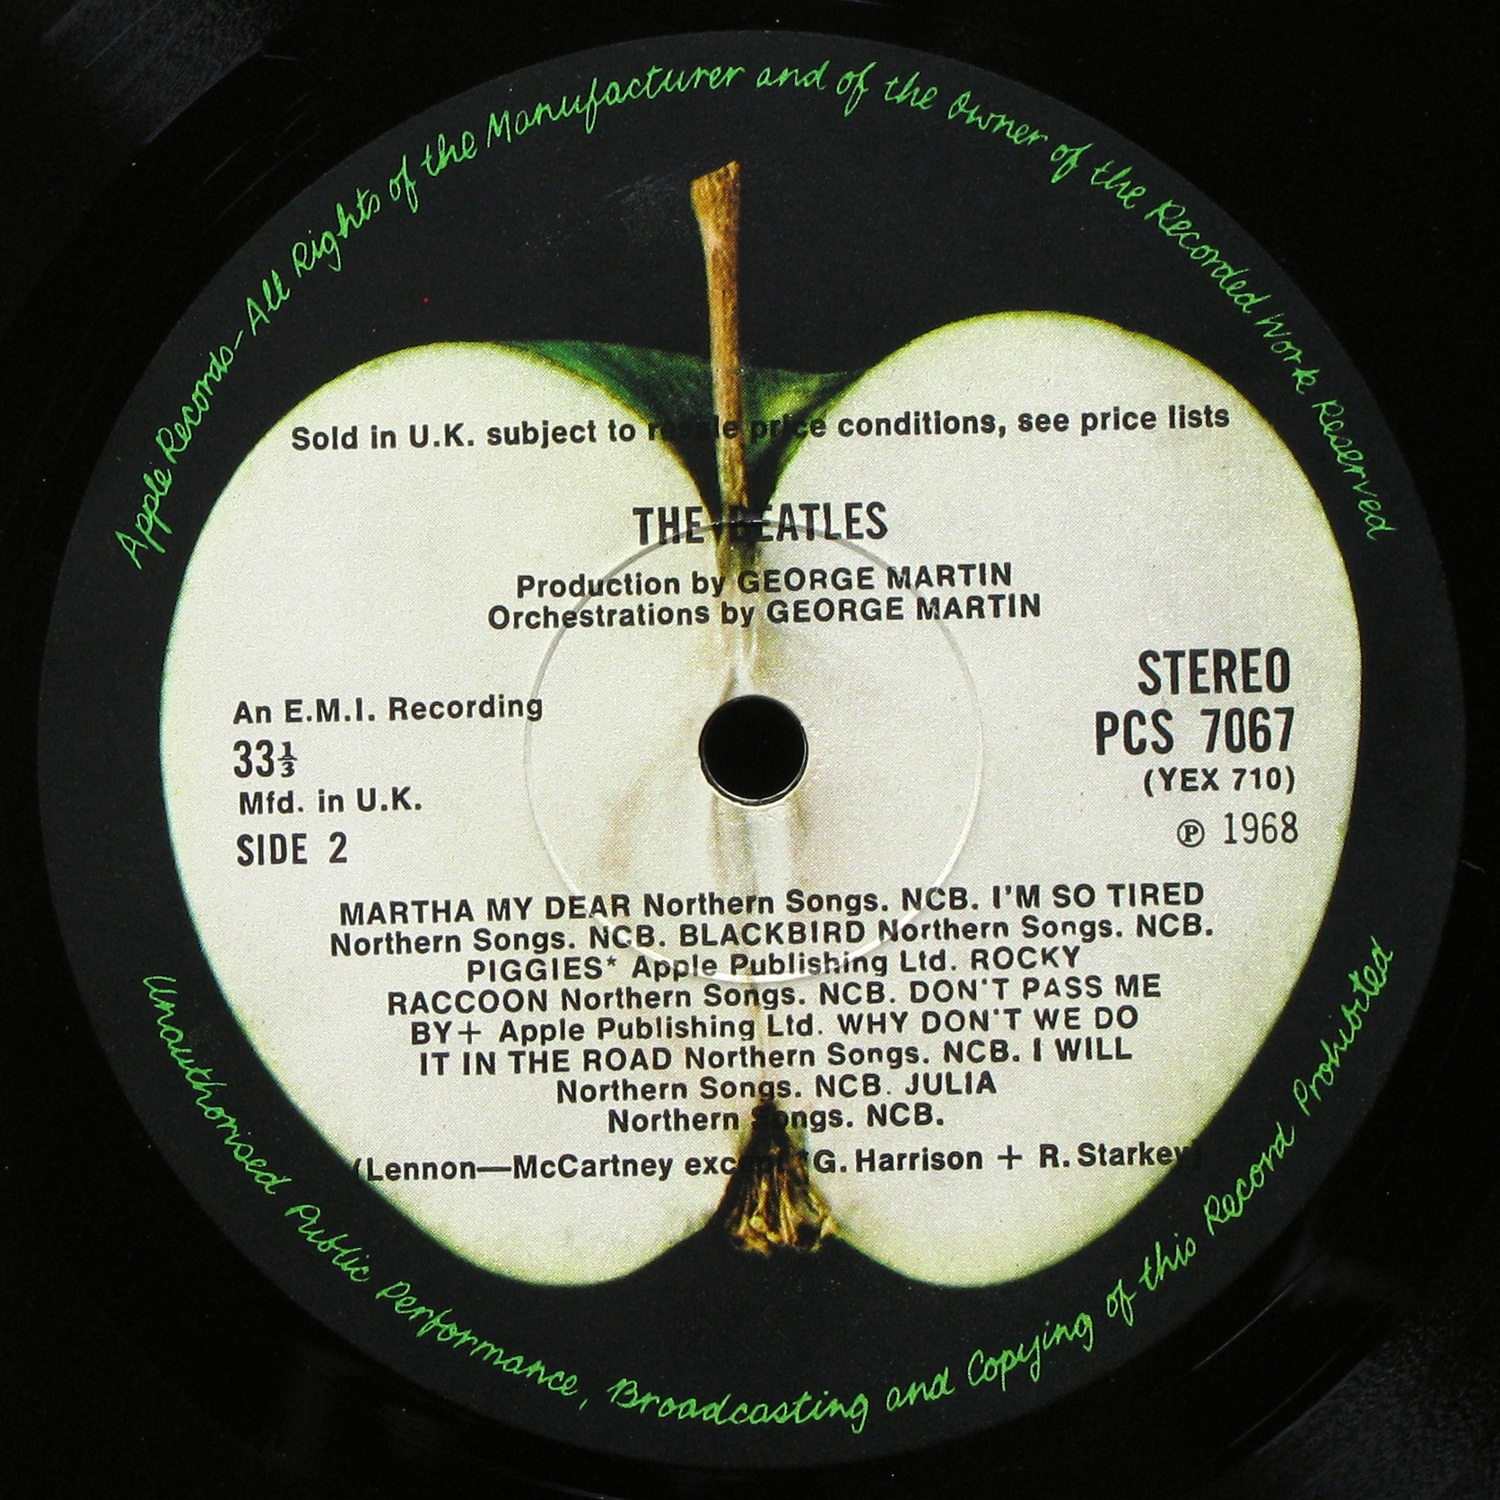 Apple Records-All Rights of the Manufacturer and of the Owner of the Recorded Work Reserved
Sold in U.K. subject to resale price conditions, see price lists
THE BEATLES
Production by GEORGE MARTIN
Orchestrations by GEORGE MARTIN
An E.M.I. Recording
33⅓
Mfd. in U.K.
SIDE 2
STEREO
PCS 7067
(YEX 710)
℗ 1968
MARTHA MY DEAR Northern Songs. NCB. I'M SO TIRED
Northern Songs. NCB. BLACKBIRD Northern Songs. NCB.
PIGGIES* Apple Publishing Ltd. ROCKY
RACCOON Northern Songs. NCB. DON'T PASS ME
BY+ Apple Publishing Ltd. WHY DON'T WE DO
IT IN THE ROAD Northern Songs. NCB. I WILL
Northern Songs. NCB. JULIA
Northern Songs. NCB.
(Lennon—McCartney except *G. Harrison + R. Starkey)
Unauthorised Public Performance, Broadcasting and Copying of this Record Prohibited